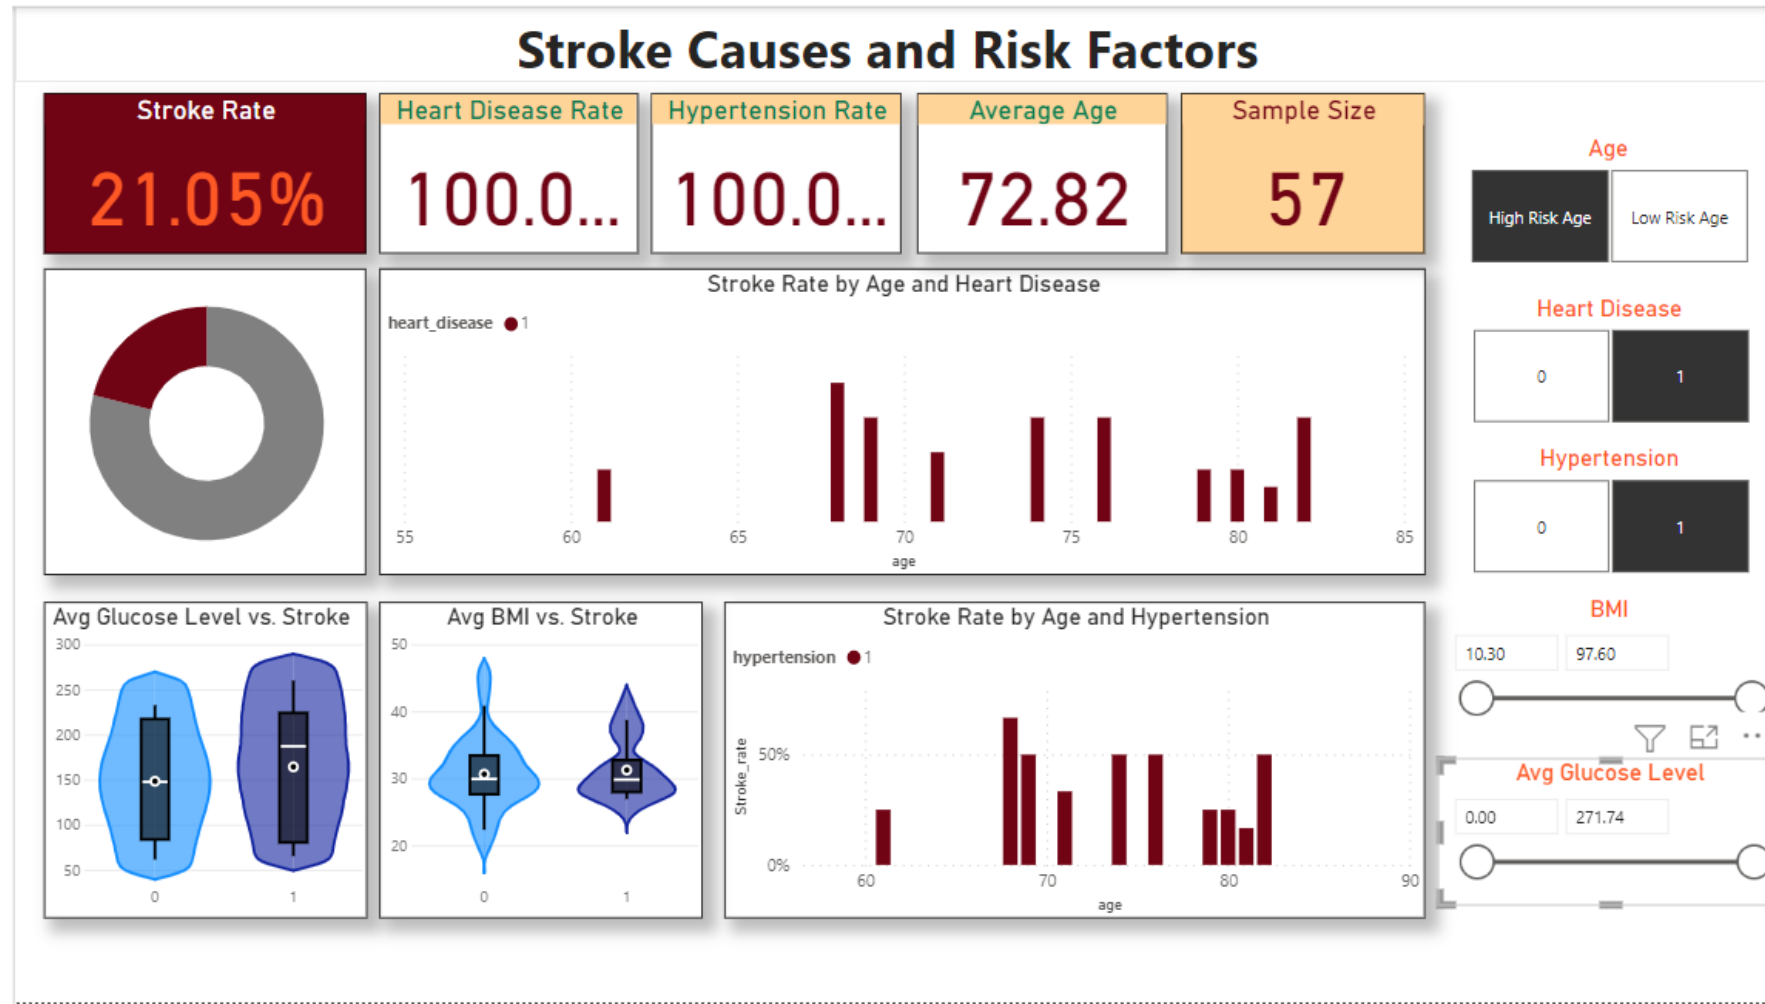 Stroke Causes and Risk Factors
Stroke Rate
21.05%
Heart Disease Rate
100.0...
Hypertension Rate
100.0...
Average Age
72.82
Sample Size
57
Age
High Risk Age
Low Risk Age
Heart Disease
0
1
Hypertension
0
1
BMI
10.30
97.60
Avg Glucose Level
0.00
271.74
Stroke Rate by Age and Heart Disease
heart_disease 1
55 60 65 70 75 80 85
age
Avg Glucose Level vs. Stroke
300
250
200
150
100
50
0 1
Avg BMI vs. Stroke
50
40
30
20
0 1
Stroke Rate by Age and Hypertension
hypertension 1
Stroke_rate
50%
0%
60 70 80 90
age